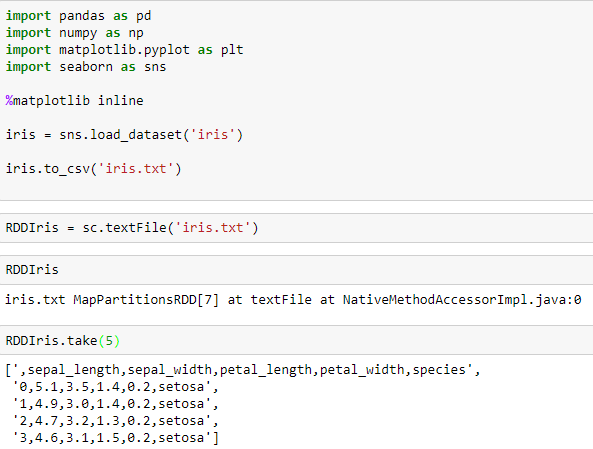 import pandas as pd
import numpy as np
import matplotlib.pyplot as plt
import seaborn as sns
%matplotlib inline
iris = sns.load_dataset('iris')
iris.to_csv('iris.txt')
RDDIris = sc.textFile('iris.txt')
RDDIris
iris.txt MapPartitionsRDD[7] at textFile at NativeMethodAccessorImpl.java:0
RDDIris.take(5)
[',sepal_length,sepal_width,petal_length,petal_width,species',
'0,5.1,3.5,1.4,0.2,setosa',
'1,4.9,3.0,1.4,0.2,setosa',
'2,4.7,3.2,1.3,0.2,setosa',
'3,4.6,3.1,1.5,0.2,setosa']